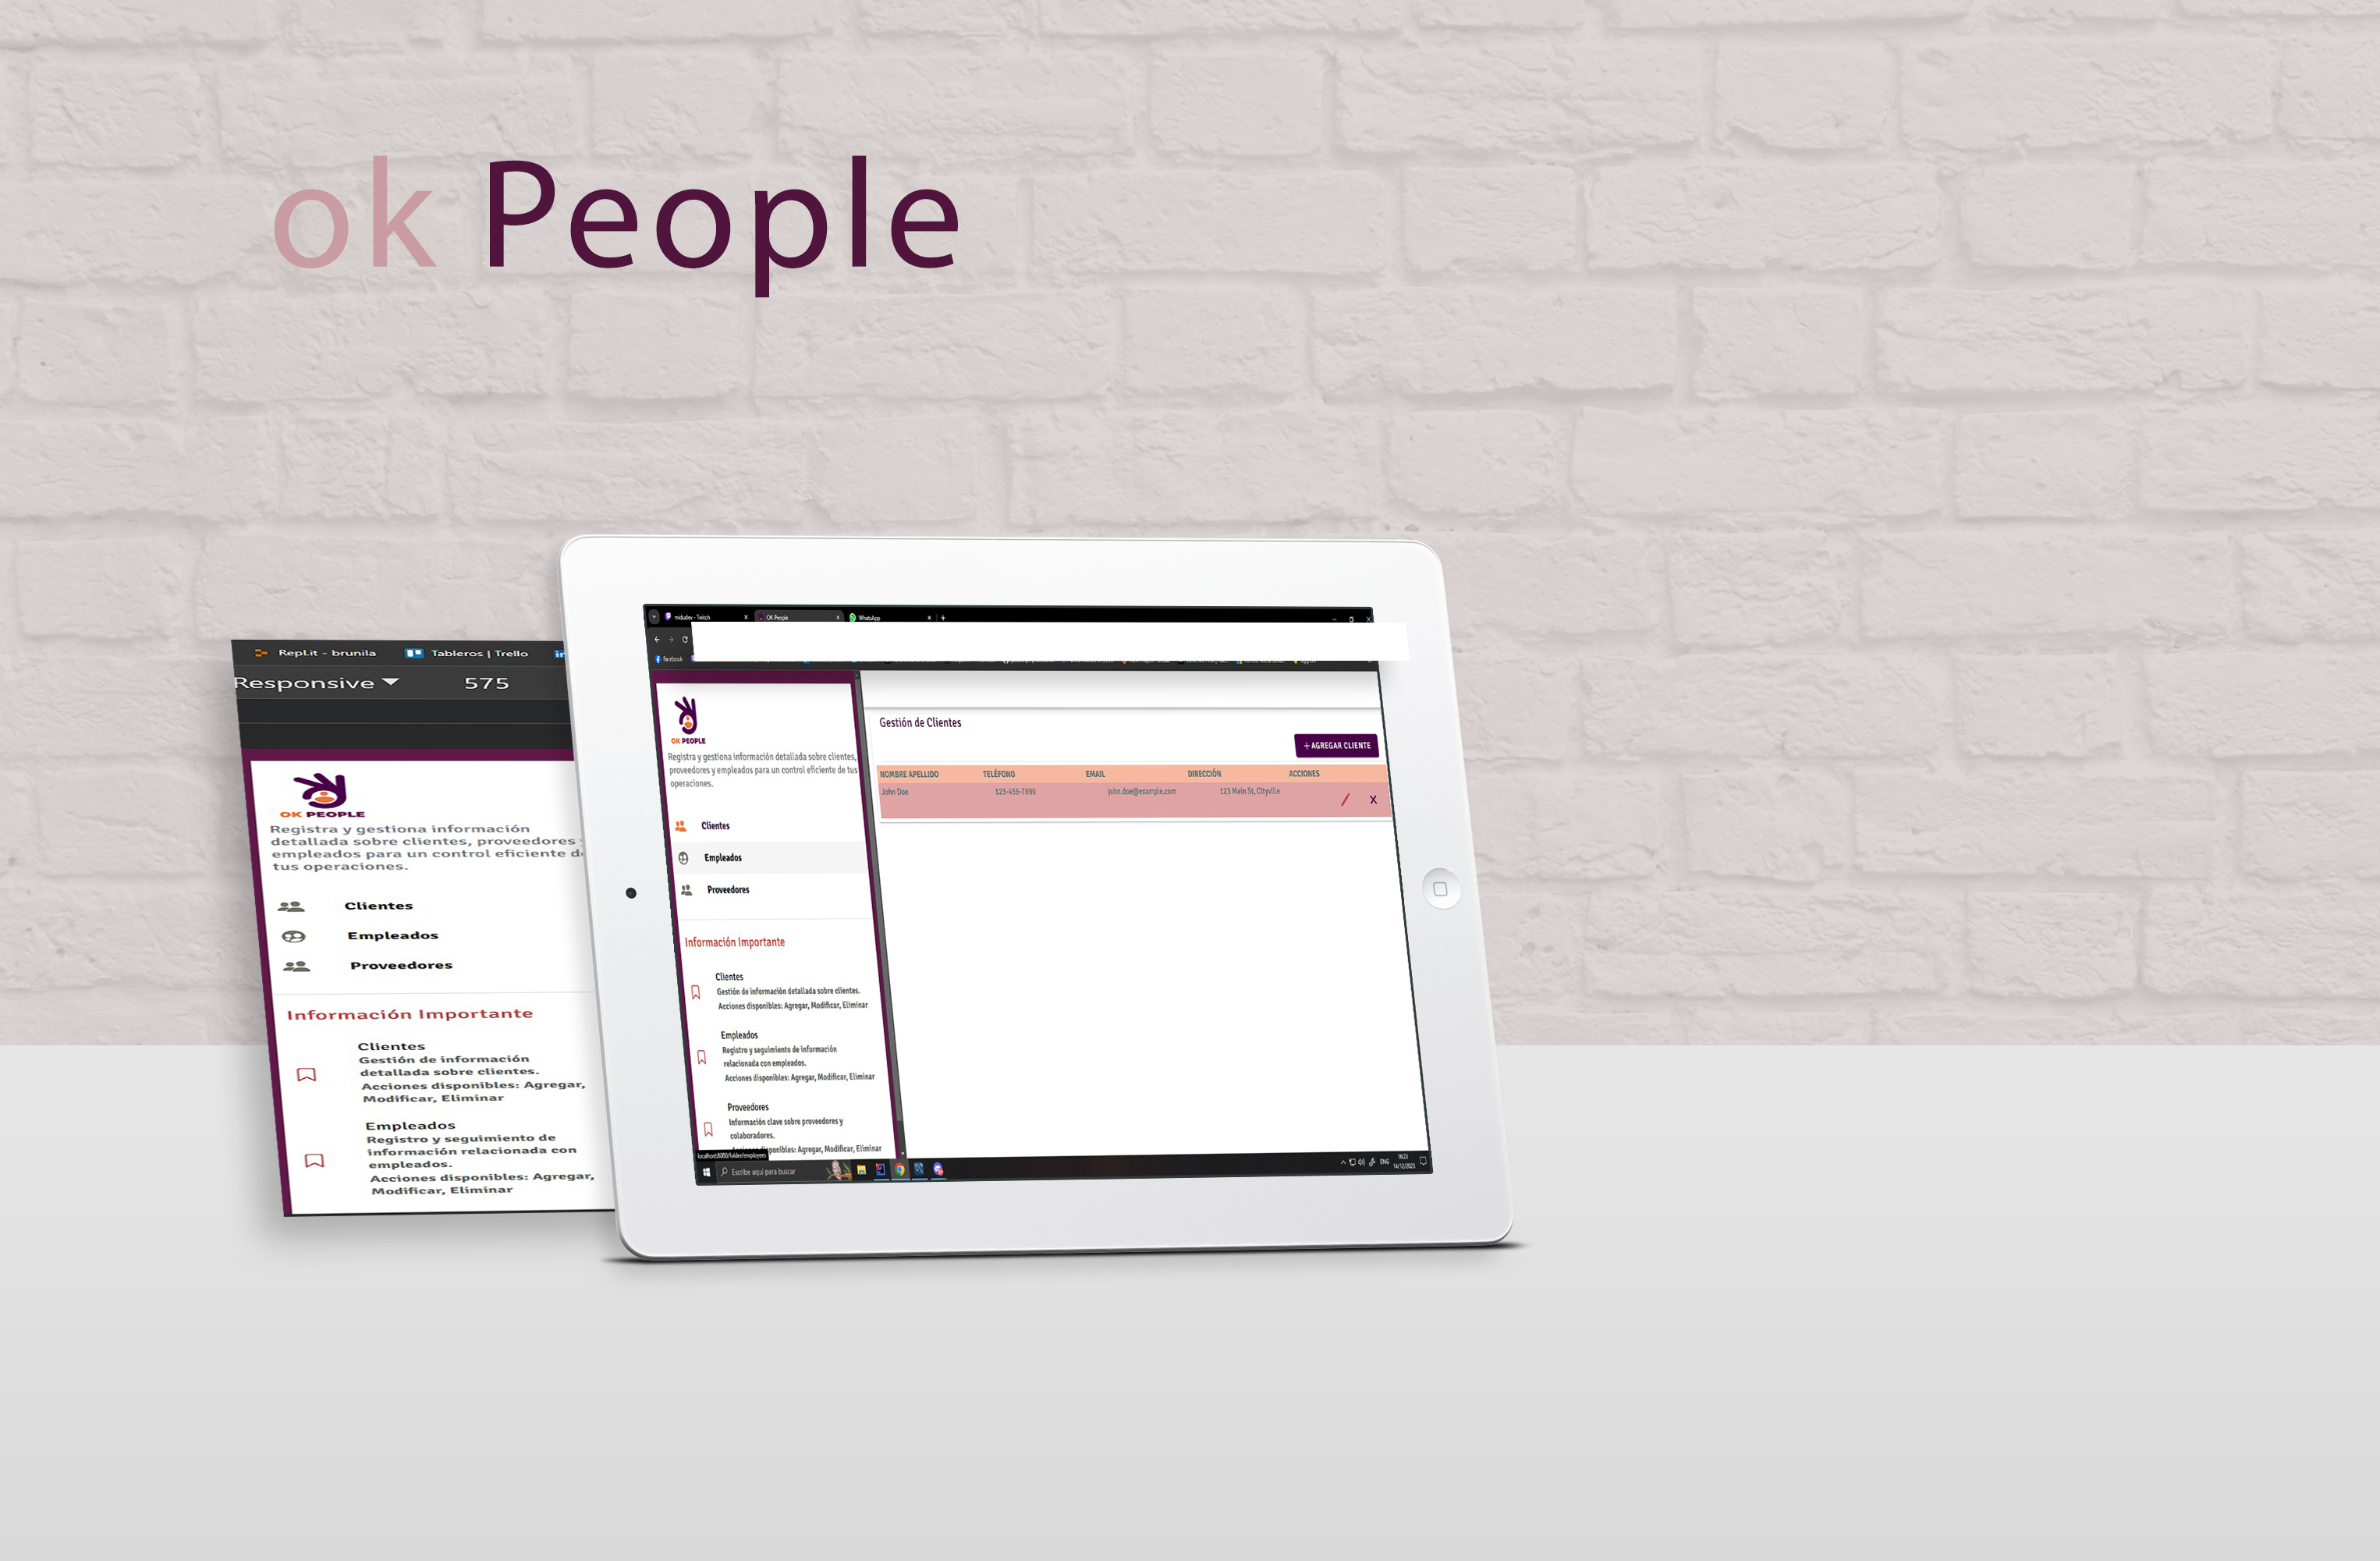 ok People
Repl.it - brunila
Tableros | Trello
Responsive
575
OK PEOPLE
Registra y gestiona información
detallada sobre clientes, proveedores
empleados para un control eficiente
tus operaciones.
Clientes
Empleados
Proveedores
Información Importante
Clientes
Gestión de información
detallada sobre clientes.
Acciones disponibles: Agregar,
Modificar, Eliminar
Empleados
Registro y seguimiento de
información relacionada con
empleados.
Acciones disponibles: Agregar,
Modificar, Eliminar
midudev - Twitch
OK People
WhatsApp
facebook
OK PEOPLE
Registra y gestiona información detallada sobre clientes,
proveedores y empleados para un control eficiente de tus
operaciones.
Clientes
Empleados
Proveedores
Información Importante
Clientes
Gestión de información detallada sobre clientes.
Acciones disponibles: Agregar, Modificar, Eliminar
Empleados
Registro y seguimiento de información
relacionada con empleados.
Acciones disponibles: Agregar, Modificar, Eliminar
Proveedores
Información clave sobre proveedores y
colaboradores.
disponibles: Agregar, Modificar, Eliminar
localhost:8080/folder/employees
Gestión de Clientes
+ AGREGAR CLIENTE
NOMBRE APELLIDO TELÉFONO EMAIL DIRECCIÓN ACCIONES
John Doe 123-456-7890 john.doe@example.com 123 Main St, Cityville X
Escribe aquí para buscar
ENG
16:23
14/12/2023